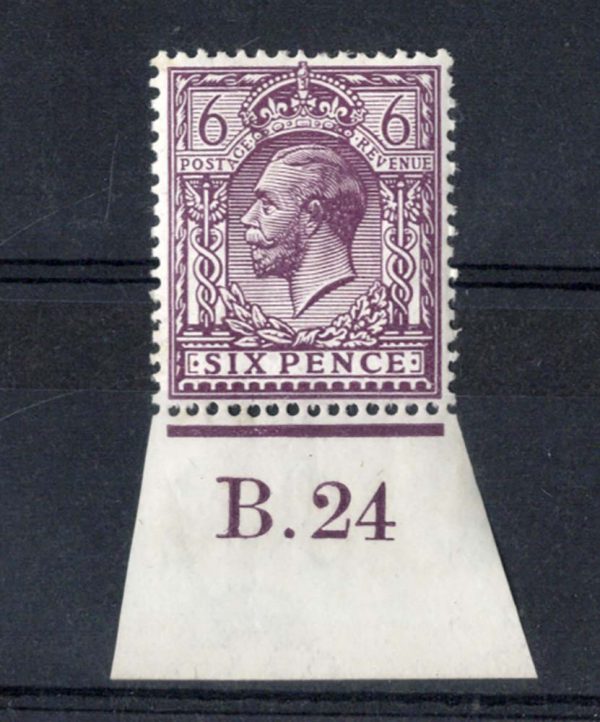 6 6
POSTAGE REVENUE
SIX PENCE
B.24